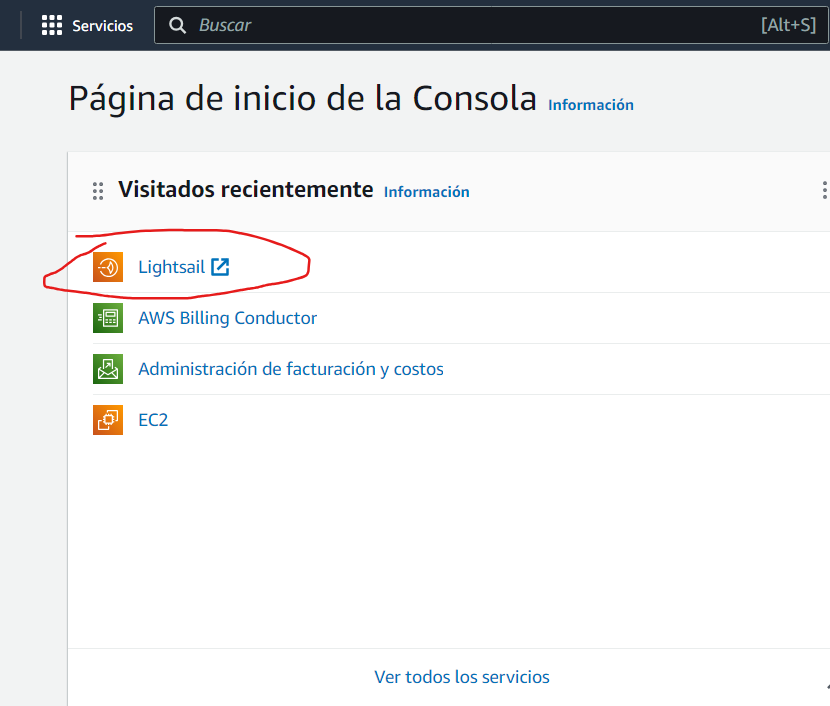 Servicios Buscar [Alt+S]
Página de inicio de la Consola Información
Visitados recientemente Información
Lightsail
AWS Billing Conductor
Administración de facturación y costos
EC2
Ver todos los servicios